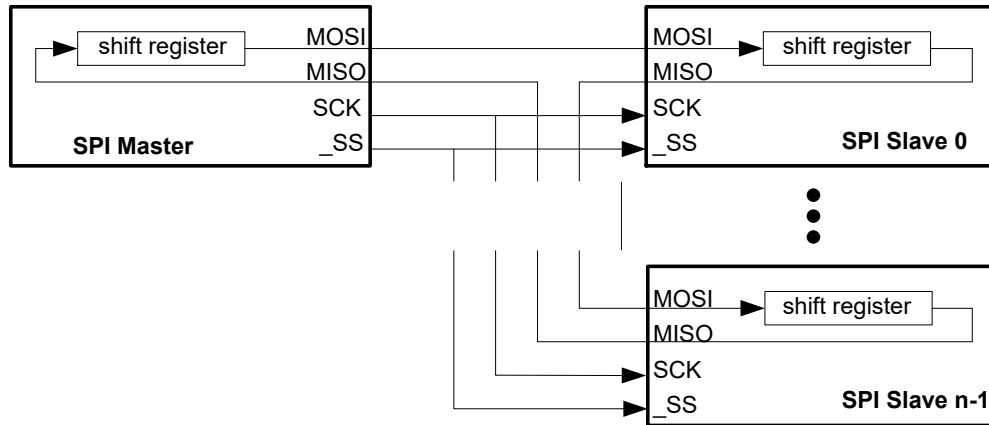 shift register
MOSI
MISO
SCK
_SS
SPI Master
MOSI
shift register
MISO
SCK
_SS
SPI Slave 0
MOSI
shift register
MISO
SCK
_SS
SPI Slave n-1